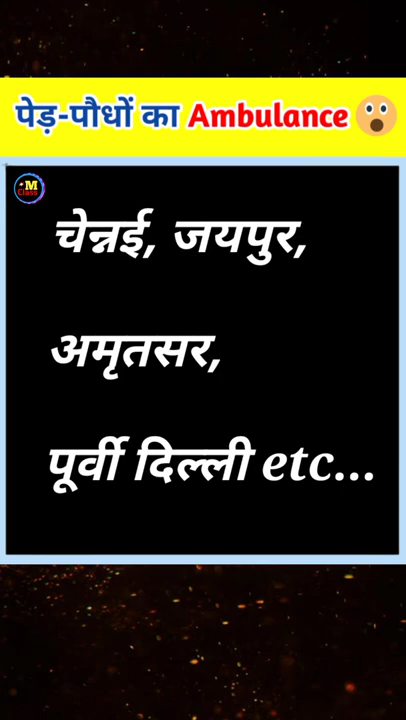 पेड़-पौधों का Ambulance 😮
M
Class
चेन्नई, जयपुर,
अमृतसर,
पूर्वी दिल्ली etc...